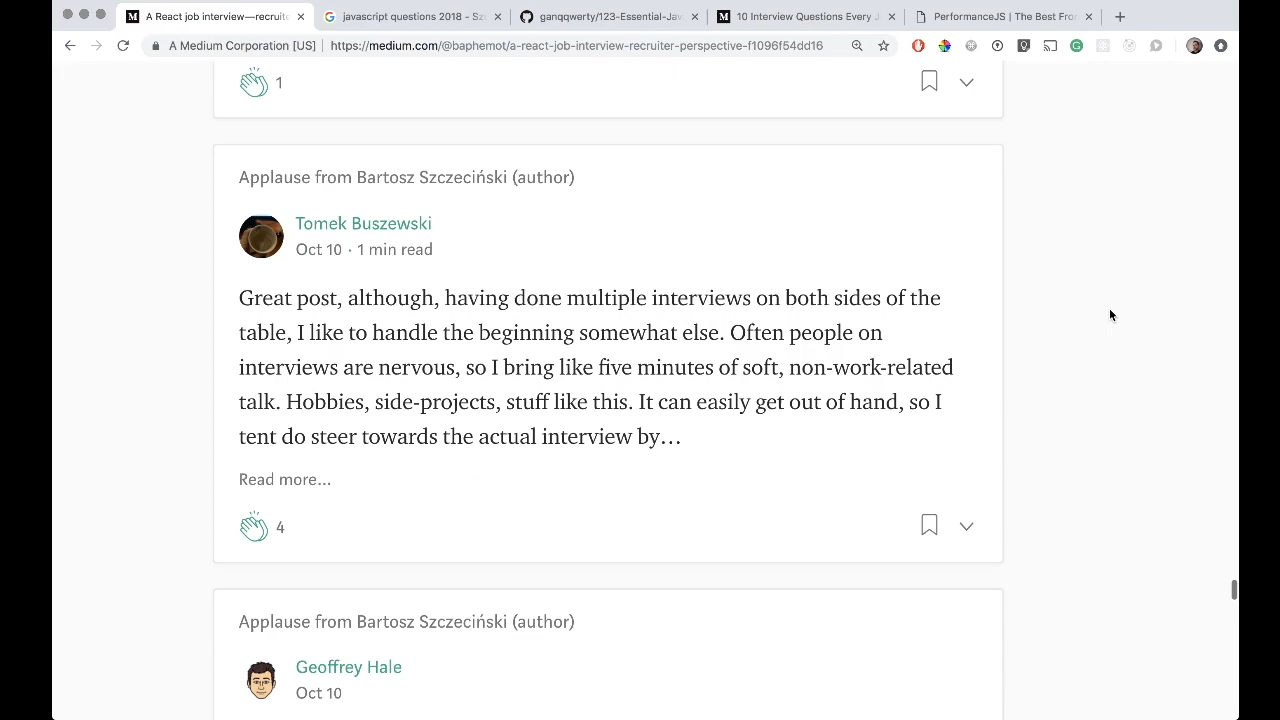 A React job interview—recruite
javascript questions 2018 - Sz
ganqqwerty/123-Essential-Jav
10 Interview Questions Every J
PerformanceJS | The Best Fron
A Medium Corporation [US] | https://medium.com/@baphemot/a-react-job-interview-recruiter-perspective-f1096f54dd16
1
Applause from Bartosz Szczeciński (author)
Tomek Buszewski
Oct 10 · 1 min read
Great post, although, having done multiple interviews on both sides of the
table, I like to handle the beginning somewhat else. Often people on
interviews are nervous, so I bring like five minutes of soft, non-work-related
talk. Hobbies, side-projects, stuff like this. It can easily get out of hand, so I
tent do steer towards the actual interview by…
Read more…
4
Applause from Bartosz Szczeciński (author)
Geoffrey Hale
Oct 10